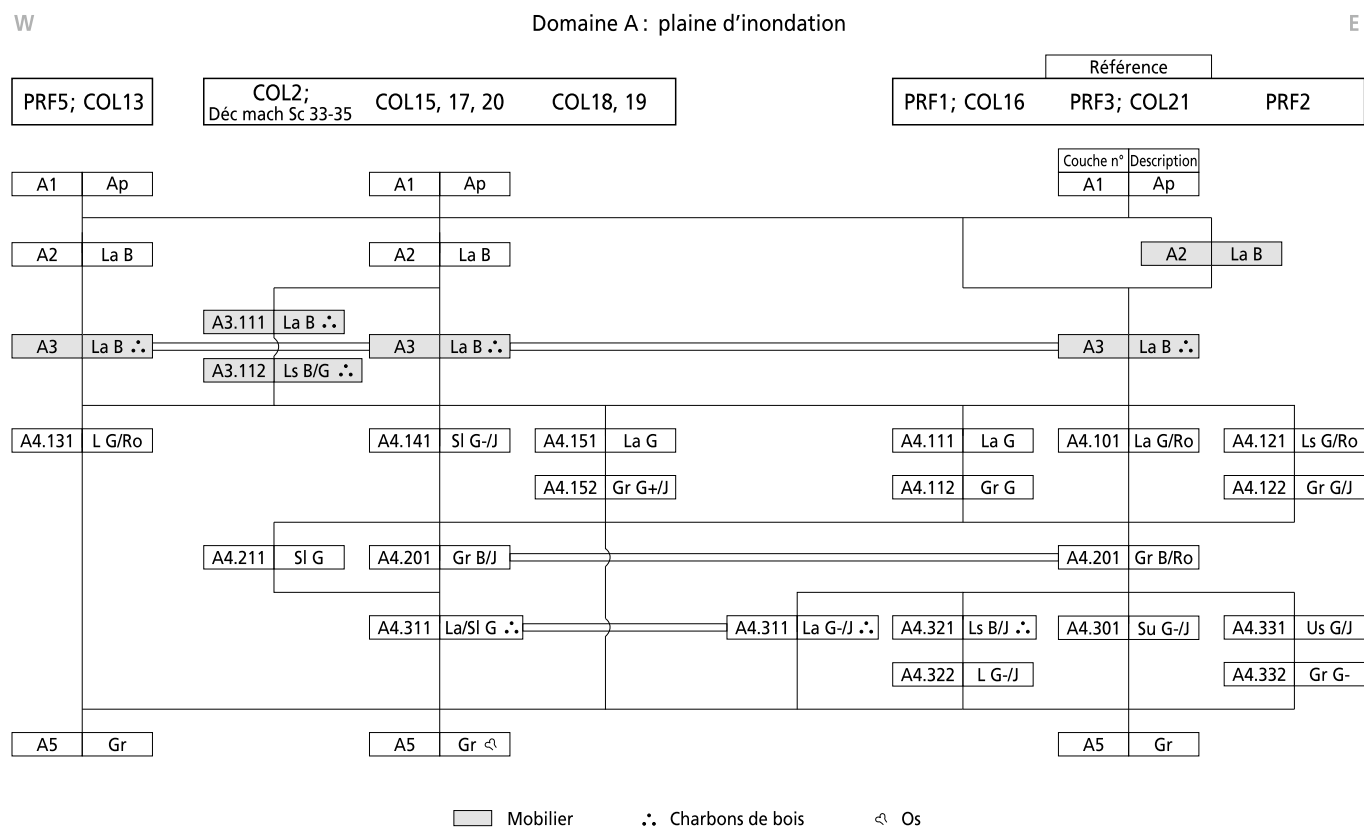 W
Domaine A : plaine d’inondation
E
Référence
PRF5; COL13
COL2;
Déc mach Sc 33-35
COL15, 17, 20
COL18, 19
PRF1; COL16
PRF3; COL21
PRF2
Couche n° Description
A1 Ap
A1 Ap
A1 Ap
A2 La B
A2 La B
A2 La B
A3.111 La B
A3 La B
A3 La B
A3 La B
A3.112 Ls B/G
A4.131 L G/Ro
A4.141 Sl G-/J
A4.151 La G
A4.111 La G
A4.101 La G/Ro
A4.121 Ls G/Ro
A4.152 Gr G+/J
A4.112 Gr G
A4.122 Gr G/J
A4.211 Sl G
A4.201 Gr B/J
A4.201 Gr B/Ro
A4.311 La/Sl G
A4.311 La G-/J
A4.321 Ls B/J
A4.301 Su G-/J
A4.331 Us G/J
A4.322 L G-/J
A4.332 Gr G-
A5 Gr
A5 Gr
A5 Gr
Mobilier
Charbons de bois
Os